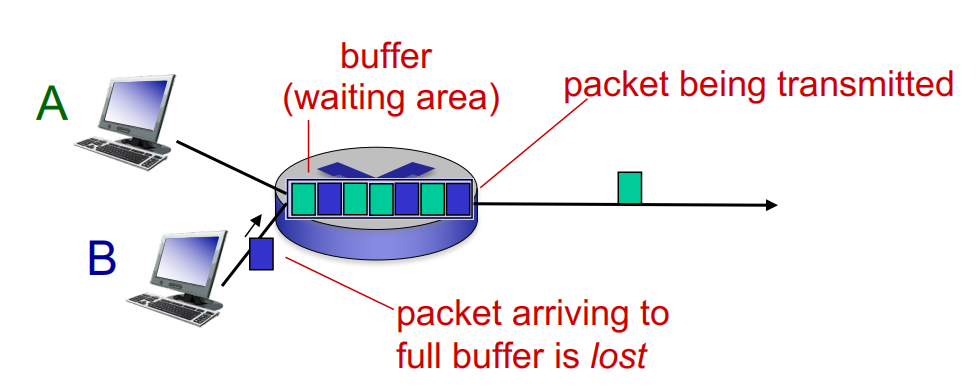 buffer
(waiting area)
packet being transmitted
A
B
packet arriving to
full buffer is lost